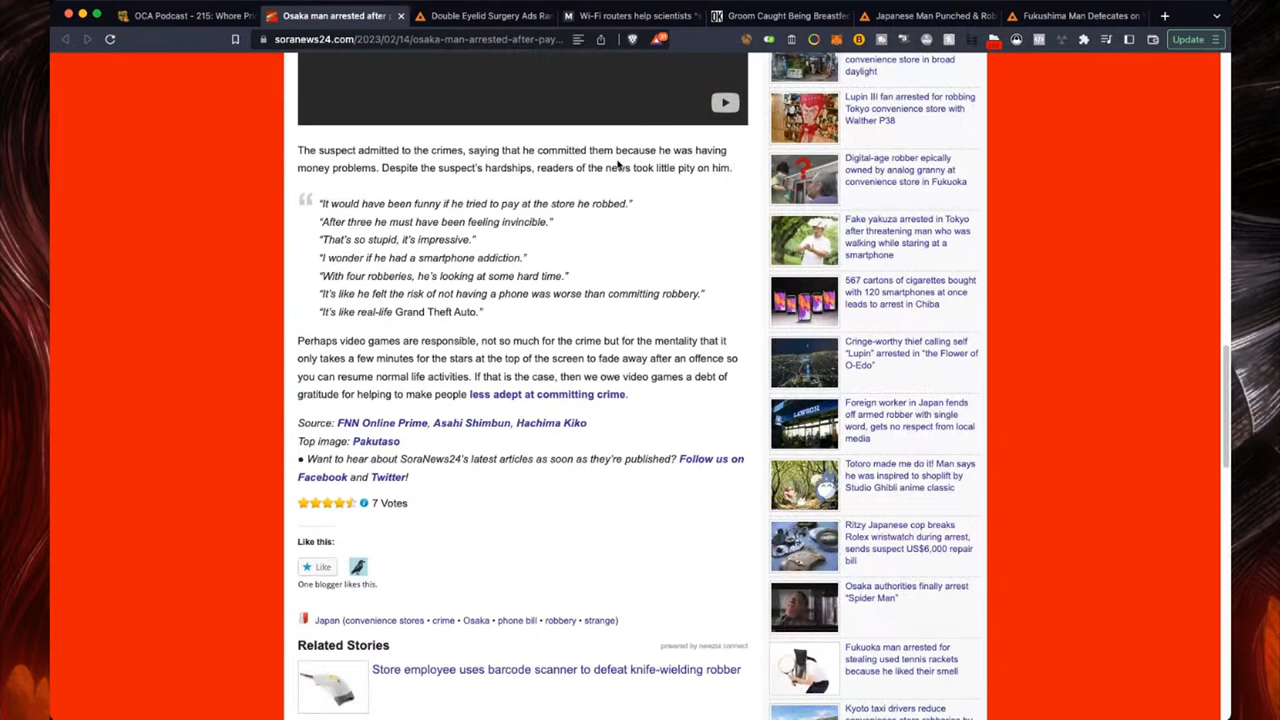 OCA Podcast - 215: Whore Pri
Osaka man arrested after p
Double Eyelid Surgery Ads Ra
Wi-Fi routers help scientists "s
Groom Caught Being Breastfe
Japanese Man Punched & Rob
Fukushima Man Defecates on
soranews24.com/2023/02/14/osaka-man-arrested-after-pay...
Update
The suspect admitted to the crimes, saying that he committed them because he was having
money problems. Despite the suspect's hardships, readers of the news took little pity on him.
"It would have been funny if he tried to pay at the store he robbed."
"After three he must have been feeling invincible."
"That's so stupid, it's impressive."
"I wonder if he had a smartphone addiction."
"With four robberies, he's looking at some hard time."
"It's like he felt the risk of not having a phone was worse than committing robbery."
"It's like real-life Grand Theft Auto."
Perhaps video games are responsible, not so much for the crime but for the mentality that it
only takes a few minutes for the stars at the top of the screen to fade away after an offence so
you can resume normal life activities. If that is the case, then we owe video games a debt of
gratitude for helping to make people less adept at committing crime.
Source: FNN Online Prime, Asahi Shimbun, Hachima Kiko
Top image: Pakutaso
● Want to hear about SoraNews24's latest articles as soon as they're published? Follow us on
Facebook and Twitter!
7 Votes
Like this:
Like
One blogger likes this.
Japan (convenience stores • crime • Osaka • phone bill • robbery • strange)
Related Stories
powered by newzia connect
Store employee uses barcode scanner to defeat knife-wielding robber
convenience store in broad
daylight
Lupin III fan arrested for robbing
Tokyo convenience store with
Walther P38
Digital-age robber epically
owned by analog granny at
convenience store in Fukuoka
Fake yakuza arrested in Tokyo
after threatening man who was
walking while staring at a
smartphone
567 cartons of cigarettes bought
with 120 smartphones at once
leads to arrest in Chiba
Cringe-worthy thief calling self
"Lupin" arrested in "the Flower of
O-Edo"
Foreign worker in Japan fends
off armed robber with single
word, gets no respect from local
media
LAWSON
Totoro made me do it! Man says
he was inspired to shoplift by
Studio Ghibli anime classic
Ritzy Japanese cop breaks
Rolex wristwatch during arrest,
sends suspect US$6,000 repair
bill
Osaka authorities finally arrest
"Spider Man"
Fukuoka man arrested for
stealing used tennis rackets
because he liked their smell
Kyoto taxi drivers reduce
convenience store robberies by